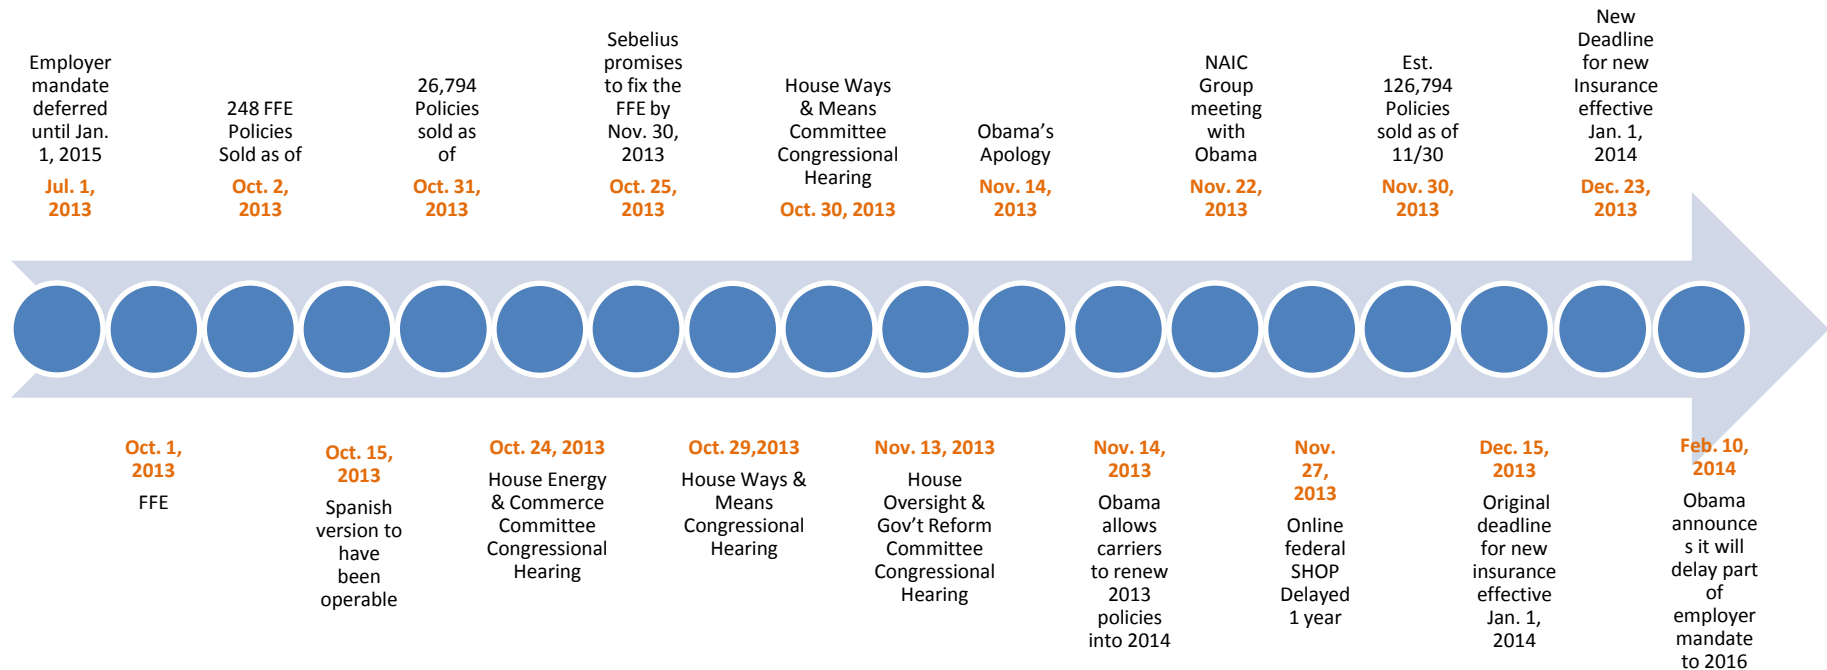 Employer
mandate
deferred
until Jan.
1, 2015
Jul. 1,
2013
248 FFE
Policies
Sold as of
Oct. 2,
2013
26,794
Policies
sold as
of
Oct. 31,
2013
Sebelius
promises
to fix the
FFE by
Nov. 30,
2013
Oct. 25,
2013
House Ways
& Means
Committee
Congressional
Hearing
Oct. 30, 2013
Obama’s
Apology
Nov. 14,
2013
NAIC
Group
meeting
with
Obama
Nov. 22,
2013
Est.
126,794
Policies
sold as of
11/30
Nov. 30,
2013
New
Deadline
for new
Insurance
effective
Jan. 1,
2014
Dec. 23,
2013
Oct. 1,
2013
FFE
Oct. 15,
2013
Spanish
version to
have
been
operable
Oct. 24, 2013
House Energy
& Commerce
Committee
Congressional
Hearing
Oct. 29,2013
House Ways &
Means
Congressional
Hearing
Nov. 13, 2013
House
Oversight &
Gov’t Reform
Committee
Congressional
Hearing
Nov. 14,
2013
Obama
allows
carriers
to renew
2013
policies
into 2014
Nov.
27,
2013
Online
federal
SHOP
Delayed
1 year
Dec. 15,
2013
Original
deadline
for new
insurance
effective
Jan. 1,
2014
Feb. 10,
2014
Obama
announce
s it will
delay part
of
employer
mandate
to 2016